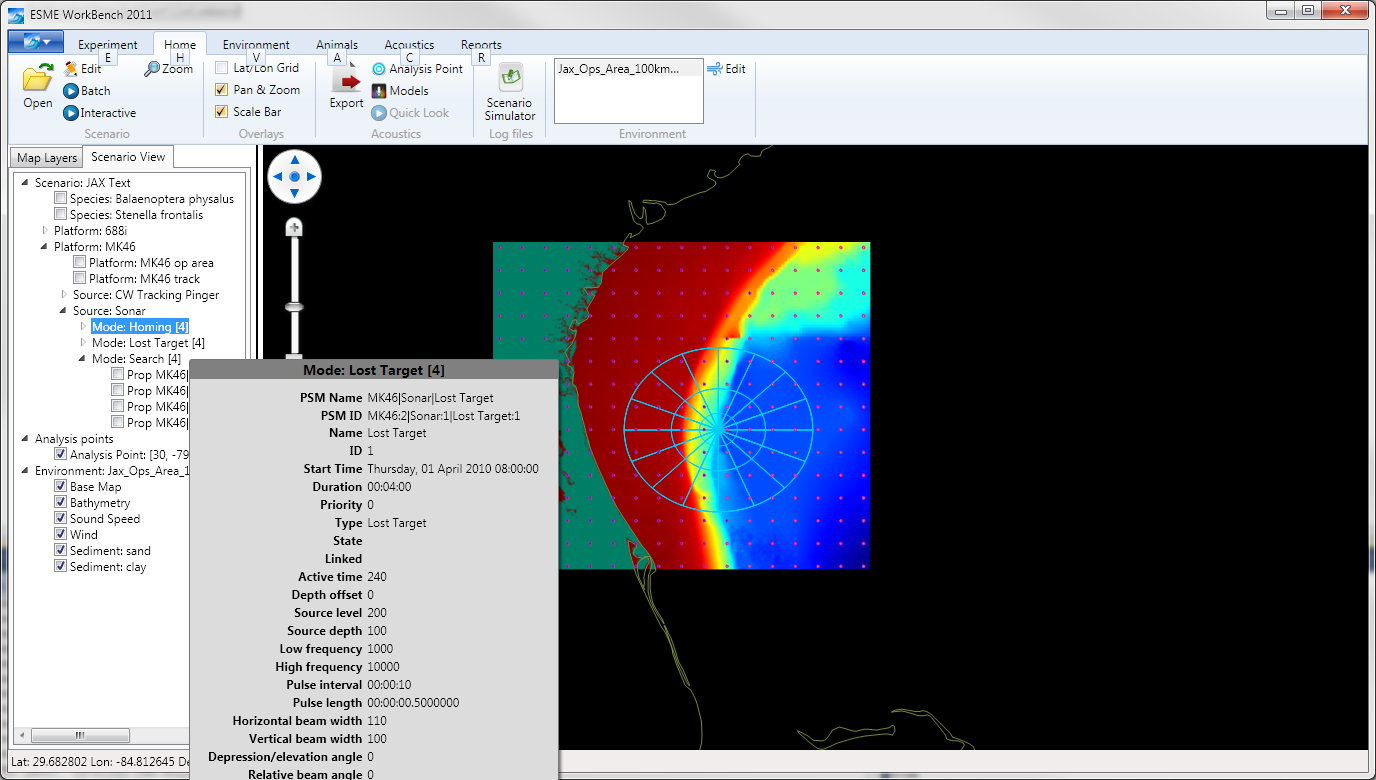 ESME WorkBench 2011
Experiment Home Environment Animals Acoustics Reports
E H V A C R
Open
Edit
Batch
Interactive
Zoom
Scenario
Lat/Lon Grid
Pan & Zoom
Scale Bar
Overlays
Export
Analysis Point
Models
Quick Look
Acoustics
Scenario
Simulator
Log files
Jax_Ops_Area_100km...
Edit
Environment
Map Layers Scenario View
Scenario: JAX Text
Species: Balaenoptera physalus
Species: Stenella frontalis
Platform: 688i
Platform: MK46
Platform: MK46 op area
Platform: MK46 track
Source: CW Tracking Pinger
Source: Sonar
Mode: Homing [4]
Mode: Lost Target [4]
Mode: Search [4]
Prop MK46|
Prop MK46|
Prop MK46|
Prop MK46|
Analysis points
Analysis Point: [30, -79
Environment: Jax_Ops_Area_1
Base Map
Bathymetry
Sound Speed
Wind
Sediment: sand
Sediment: clay
Mode: Lost Target [4]
PSM Name MK46|Sonar|Lost Target
PSM ID MK46:2|Sonar:1|Lost Target:1
Name Lost Target
ID 1
Start Time Thursday, 01 April 2010 08:00:00
Duration 00:04:00
Priority 0
Type Lost Target
State
Linked
Active time 240
Depth offset 0
Source level 200
Source depth 100
Low frequency 1000
High frequency 10000
Pulse interval 00:00:10
Pulse length 00:00:00.5000000
Horizontal beam width 110
Vertical beam width 100
Depression/elevation angle 0
Relative beam angle 0
Lat: 29.682802 Lon: -84.812645 De